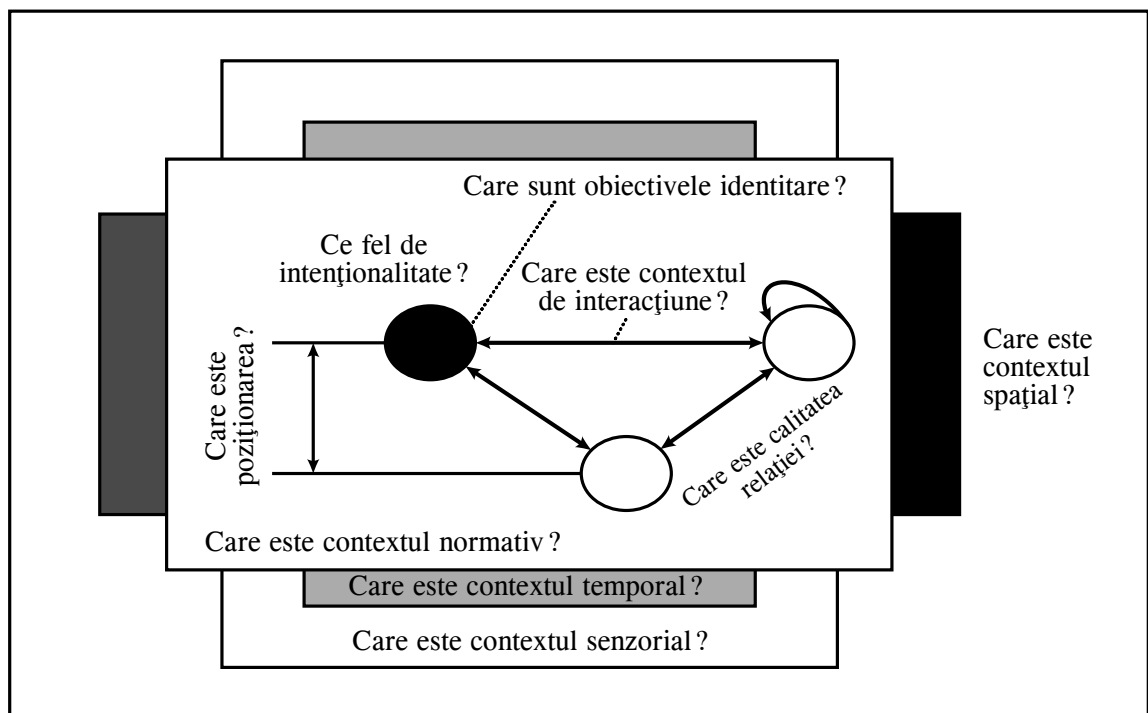 Care sunt obiectivele identitare ?
Ce fel de
intenţionalitate ?
Care este contextul
de interacţiune ?
Care este
poziţionarea ?
Care este calitatea
relaţiei ?
Care este
contextul
spaţial ?
Care este contextul normativ ?
Care este contextul temporal ?
Care este contextul senzorial ?